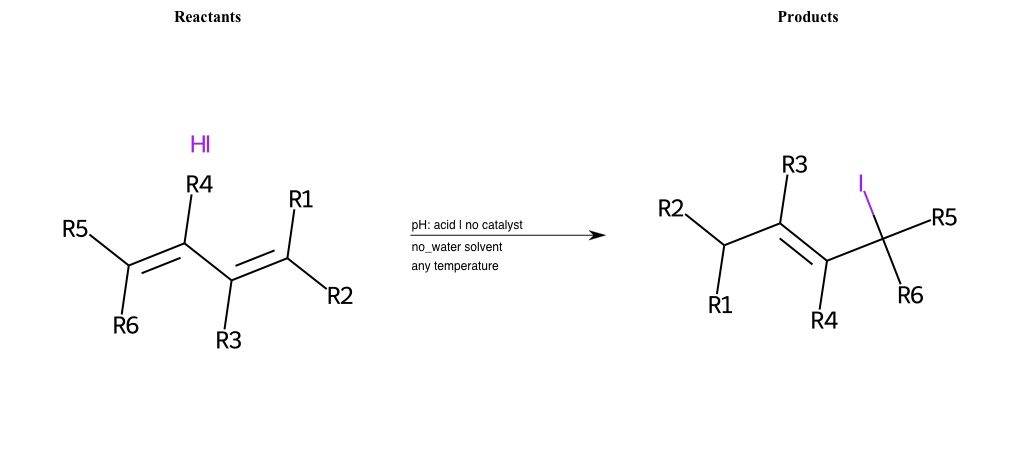 Reactants
Products
HI
R4
R1
R5
R2
R6
R3
pH: acid | no catalyst
no_water solvent
any temperature
R3
I
R2
R5
R1
R6
R4